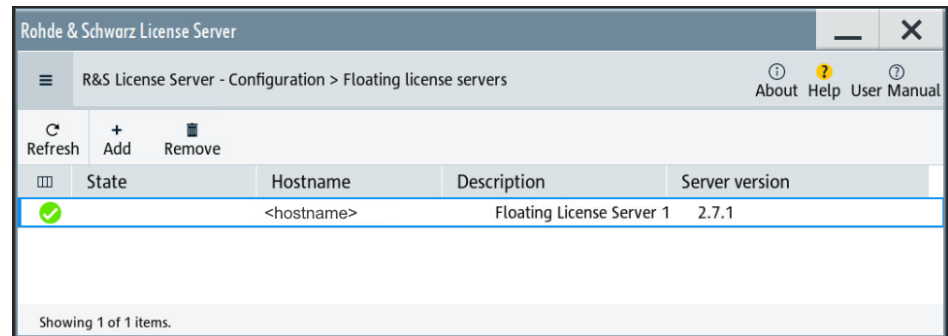 Rohde & Schwarz License Server
R&S License Server - Configuration > Floating license servers
About Help User Manual
Refresh Add Remove
State Hostname Description Server version
<hostname> Floating License Server 1 2.7.1
Showing 1 of 1 items.